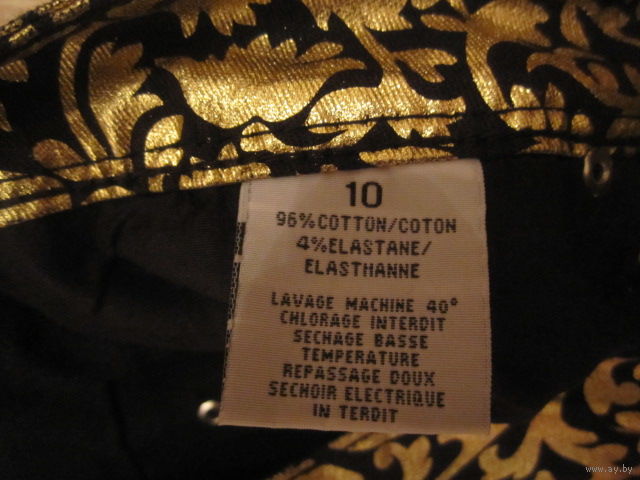 10
96%COTTON/COTON
4%ELASTANE/
ELASTHANNE
LAVAGE MACHINE 40°
CHLORAGE INTERDIT
SECHAGE BASSE
TEMPERATURE
REPASSAGE DOUX
SECHOIR ELECTRIQUE
IN TERDIT
www.ay.by